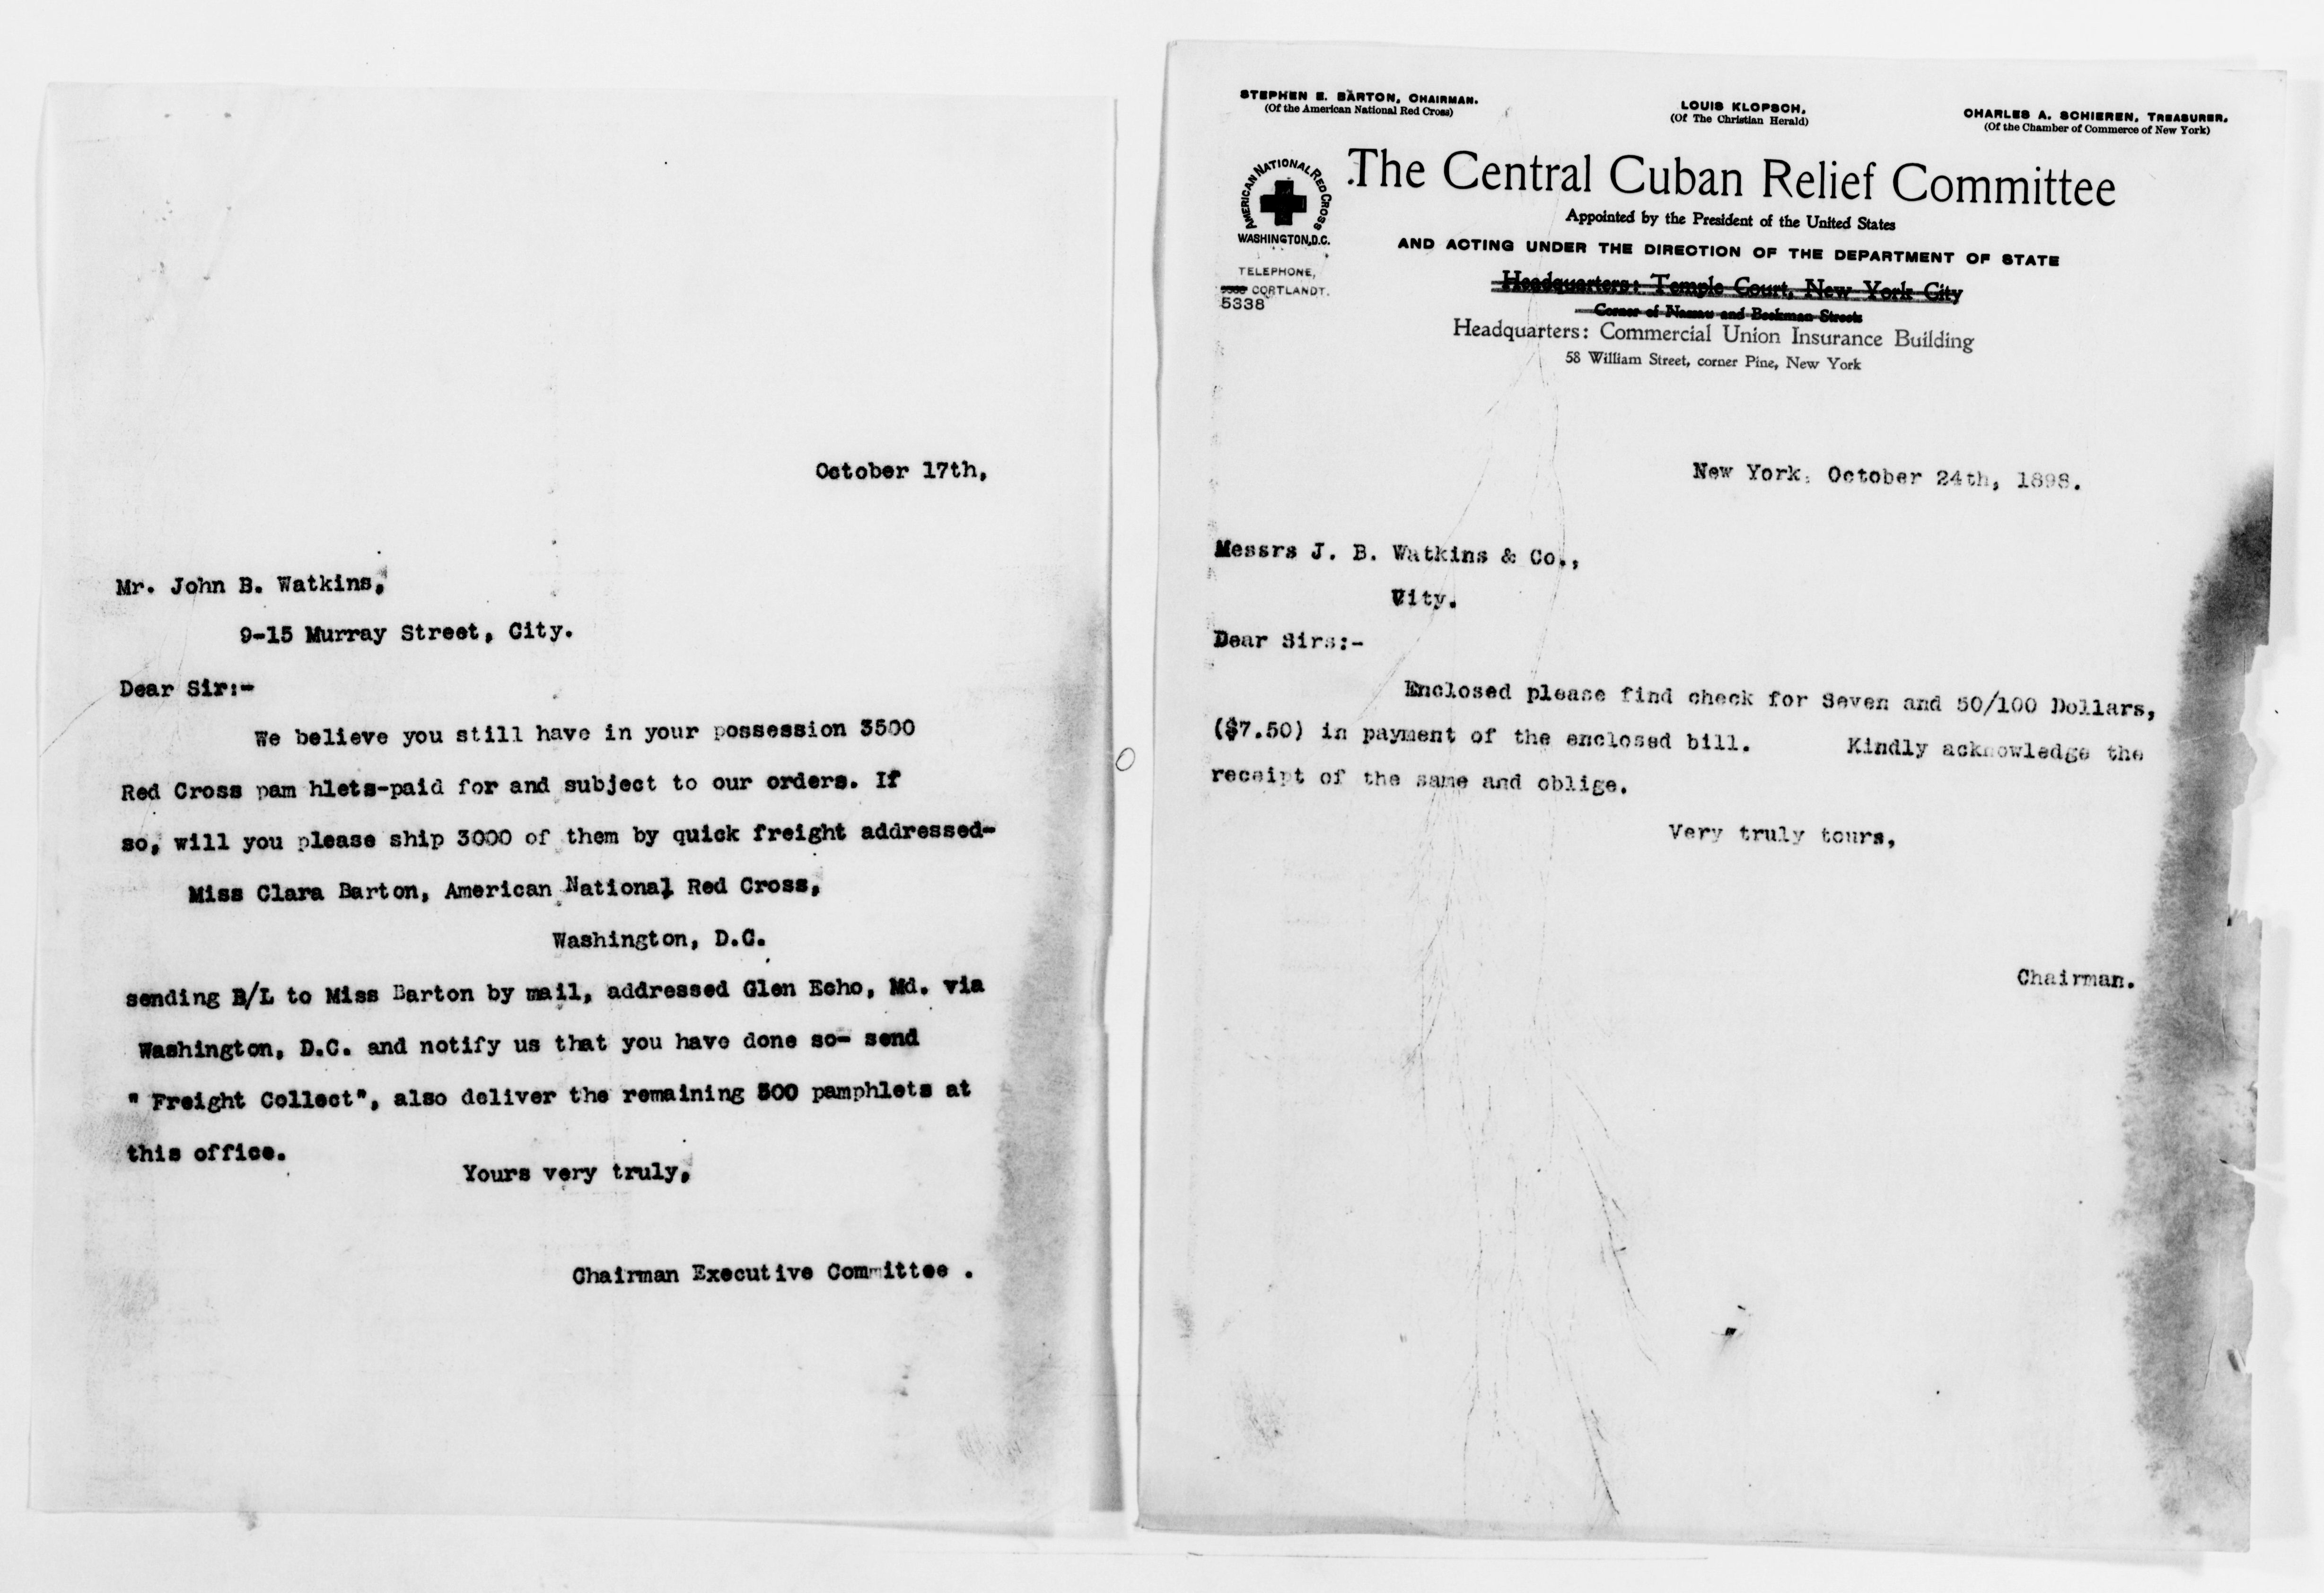 October 17th,
Mr. John B. Watkins,
9-15 Murray Street, City.
Dear Sir:-
We believe you still have in your possession 3500
Red Cross pam hlets-paid for and subject to our orders. If
so, will you please ship 3000 of them by quick freight addressed-
Miss Clara Barton, American National Red Cross,
Washington, D.C.
sending B/L to Miss Barton by mail, addressed Glen Echo, Md. via
Washington, D.C. and notify us that you have done so- send
" Freight Collect", also deliver the remaining 500 pamphlets at
this office.
Yours very truly,
Chairman Executive Committee .
STEPHEN E. BARTON, CHAIRMAN.
(Of the American National Red Cross)
LOUIS KLOPSCH,
(Of The Christian Herald)
CHARLES A. SCHIEREN, TREASURER,
(Of the Chamber of Commerce of New York)
AMERICAN NATIONAL RED CROSS
WASHINGTON, D.C.
TELEPHONE,
CORTLANDT.
5338
The Central Cuban Relief Committee
Appointed by the President of the United States
AND ACTING UNDER THE DIRECTION OF THE DEPARTMENT OF STATE
Headquarters: Temple Court, New York City
Corner of Nassau and Beekman Streets
Headquarters: Commercial Union Insurance Building
58 William Street, corner Pine, New York
New York, October 24th, 1898.
Messrs J. B. Watkins & Co.,
City.
Dear Sirs:-
Enclosed please find check for Seven and 50/100 Dollars,
($7.50) in payment of the enclosed bill. Kindly acknowledge the
receipt of the same and oblige.
Very truly tours,
Chairman.